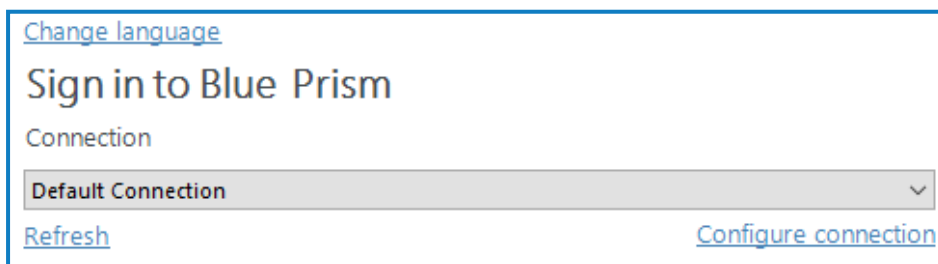 Change language
Sign in to Blue Prism
Connection
Default Connection
Refresh
Configure connection